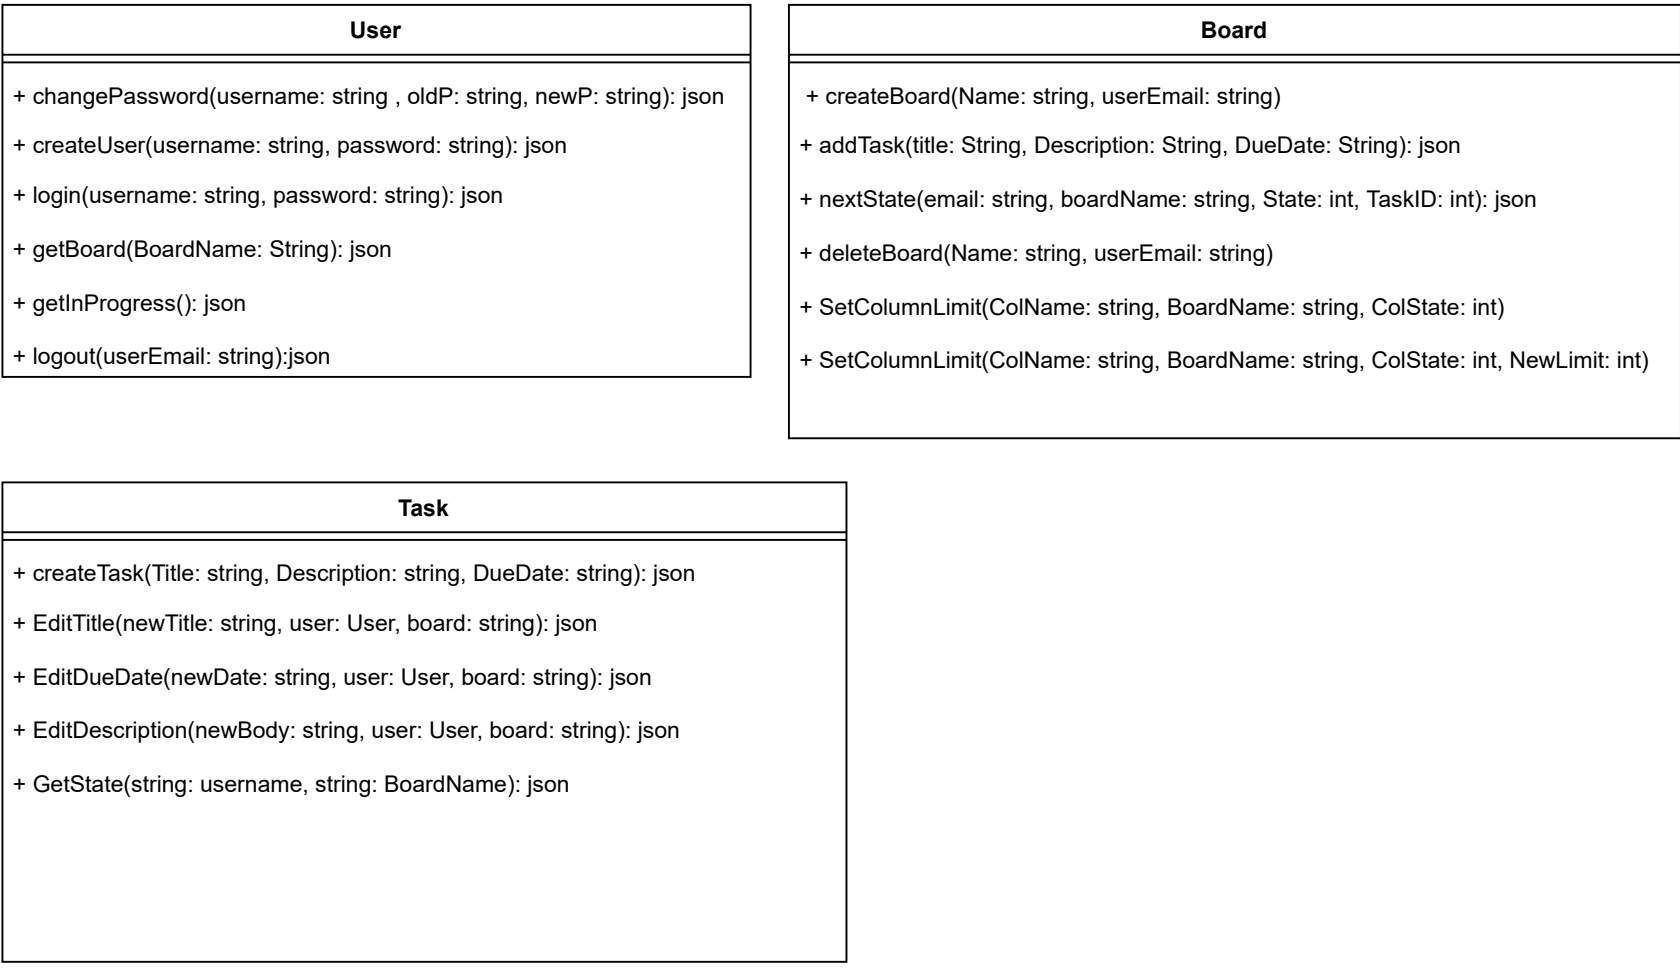 User
+ changePassword(username: string , oldP: string, newP: string): json
+ createUser(username: string, password: string): json
+ login(username: string, password: string): json
+ getBoard(BoardName: String): json
+ getInProgress(): json
+ logout(userEmail: string):json
Board
+ createBoard(Name: string, userEmail: string)
+ addTask(title: String, Description: String, DueDate: String): json
+ nextState(email: string, boardName: string, State: int, TaskID: int): json
+ deleteBoard(Name: string, userEmail: string)
+ SetColumnLimit(ColName: string, BoardName: string, ColState: int)
+ SetColumnLimit(ColName: string, BoardName: string, ColState: int, NewLimit: int)
Task
+ createTask(Title: string, Description: string, DueDate: string): json
+ EditTitle(newTitle: string, user: User, board: string): json
+ EditDueDate(newDate: string, user: User, board: string): json
+ EditDescription(newBody: string, user: User, board: string): json
+ GetState(string: username, string: BoardName): json